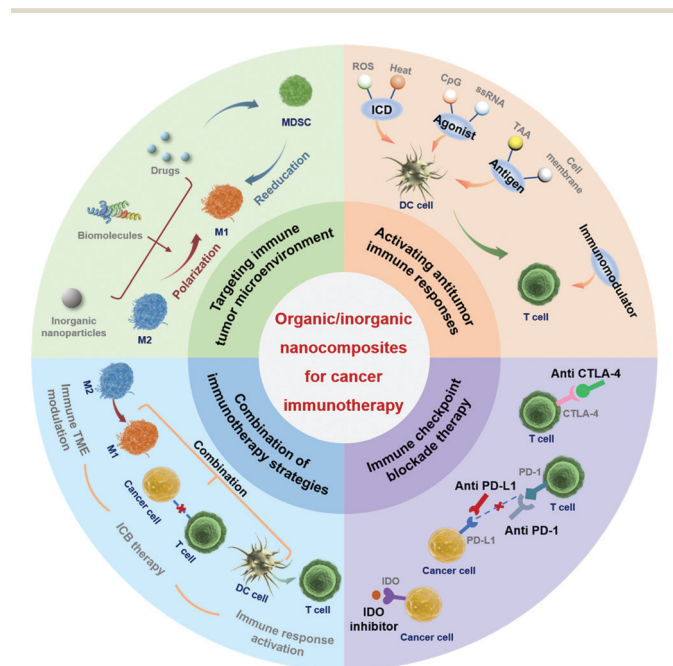 Organic/inorganic
nanocomposites
for cancer
immunotherapy
Targeting immune
tumor microenvironment
MDSC
Drugs
Reeducation
M1
Biomolecules
Polarization
Inorganic
nanoparticles
M2
Activating antitumor
immune responses
ROS
Heat
ICD
CpG
ssRNA
Agonist
TAA
Antigen
Cell
membrane
DC cell
Immunomodulator
T cell
Immune checkpoint
blockade therapy
Anti CTLA-4
CTLA-4
T cell
PD-1
Anti PD-L1
T cell
Anti PD-1
PD-L1
Cancer cell
IDO
IDO
inhibitor
Cancer cell
Combination of
immunotherapy strategies
M2
Immune TME
modulation
M1
Combination
Cancer cell
T cell
ICB therapy
DC cell
T cell
Immune response
activation